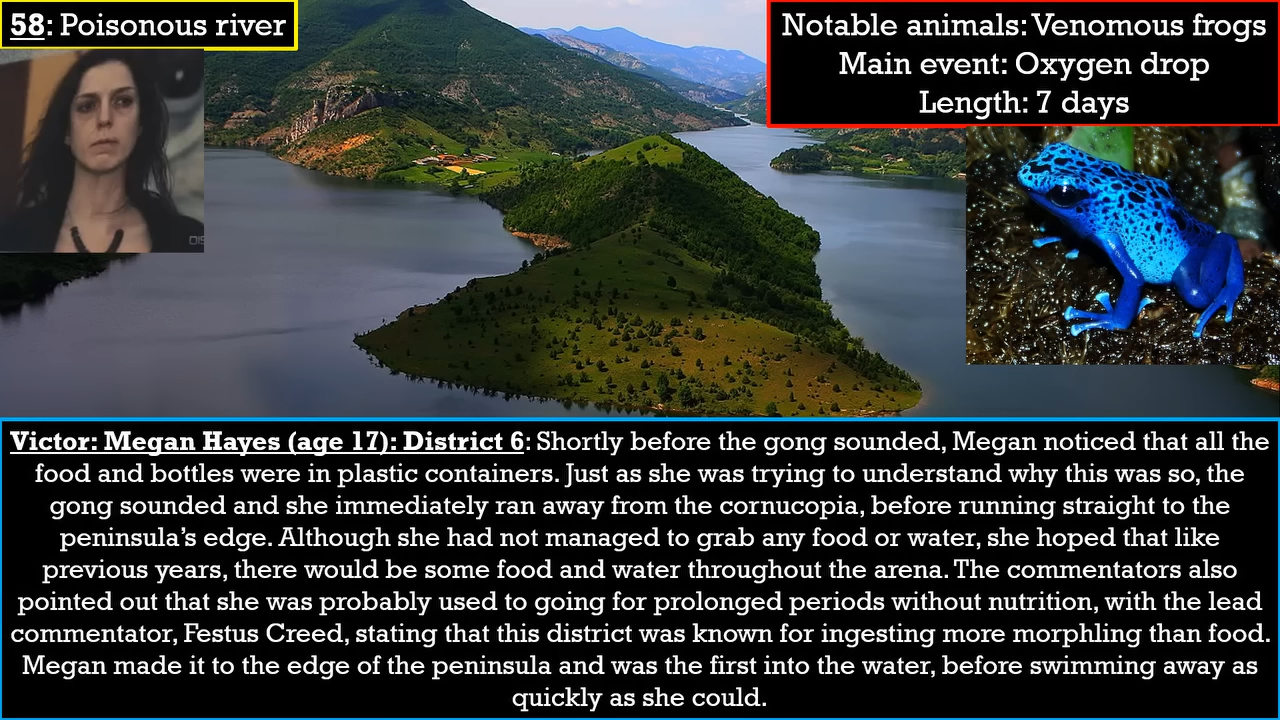 58: Poisonous river
Notable animals: Venomous frogs
Main event: Oxygen drop
Length: 7 days
Victor: Megan Hayes (age 17): District 6: Shortly before the gong sounded, Megan noticed that all the
food and bottles were in plastic containers. Just as she was trying to understand why this was so, the
gong sounded and she immediately ran away from the cornucopia, before running straight to the
peninsula’s edge. Although she had not managed to grab any food or water, she hoped that like
previous years, there would be some food and water throughout the arena. The commentators also
pointed out that she was probably used to going for prolonged periods without nutrition, with the lead
commentator, Festus Creed, stating that this district was known for ingesting more morphling than food.
Megan made it to the edge of the peninsula and was the first into the water, before swimming away as
quickly as she could.